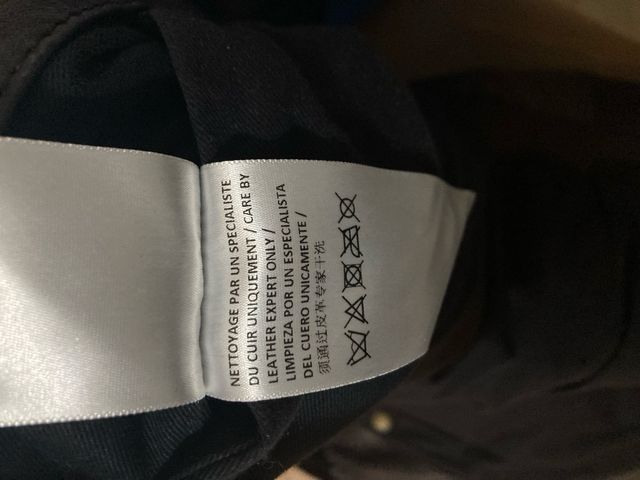 NETTOYAGE PAR UN SPECIALISTE
DU CUIR UNIQUEMENT / CARE BY
LEATHER EXPERT ONLY /
LIMPIEZA POR UN ESPECIALISTA
DEL CUERO UNICAMENTE /
须通过皮革专家干洗